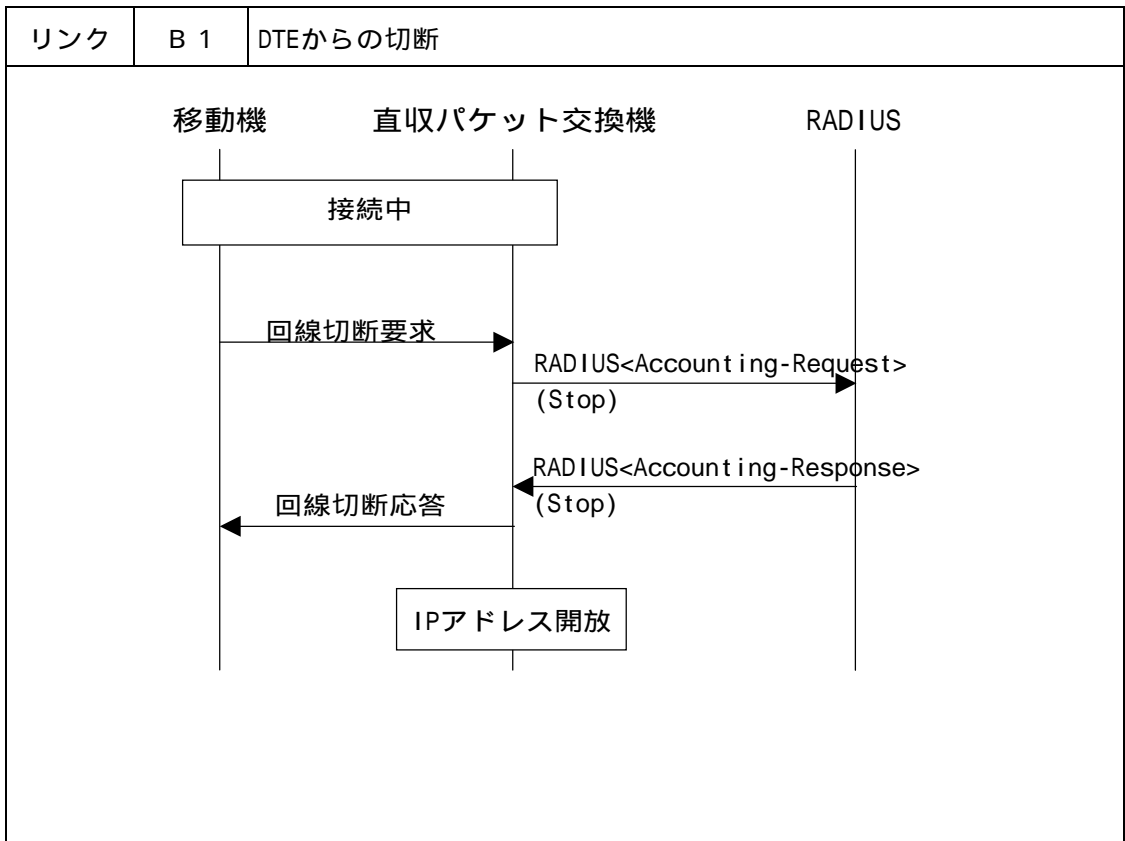 リンク
Ｂ１
DTEからの切断
移動機
直収パケット交換機
RADIUS
接続中
回線切断要求
RADIUS<Accounting-Request>
(Stop)
RADIUS<Accounting-Response>
(Stop)
回線切断応答
IPアドレス開放